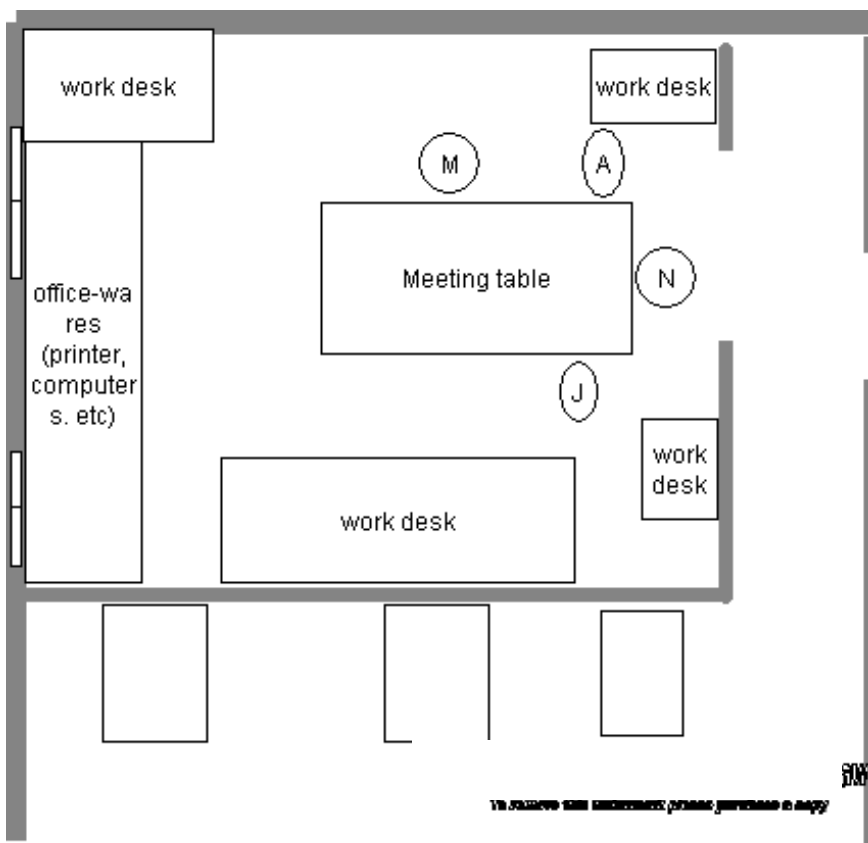 work desk
work desk
M
A
Meeting table
N
office-wa
res
(printer,
computer
s. etc)
J
work
desk
work desk